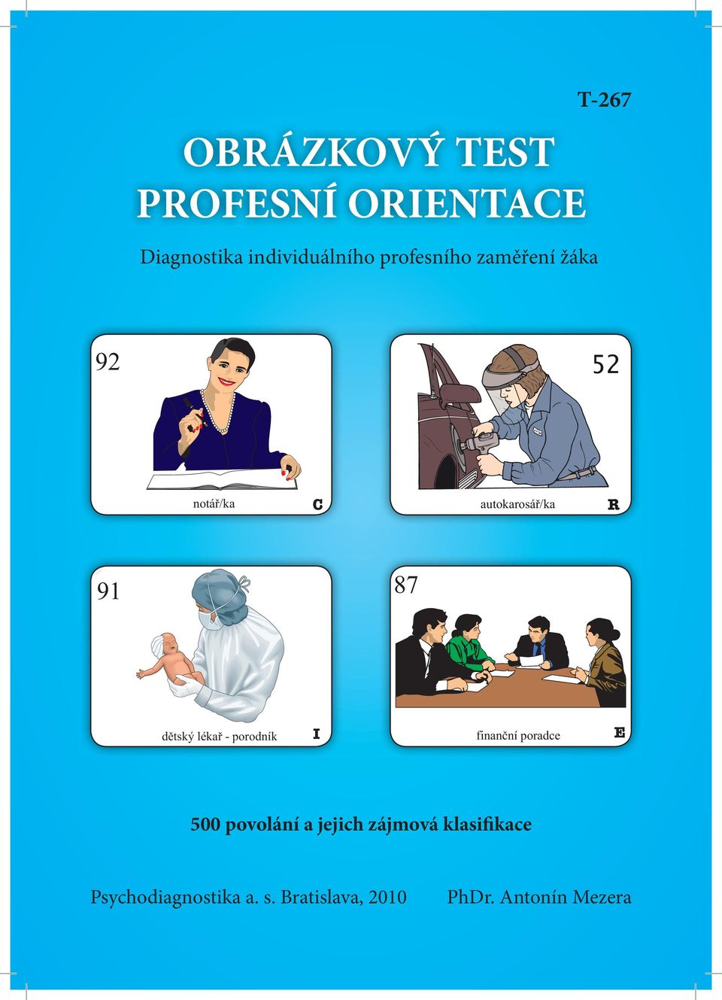 T-267
OBRÁZKOVÝ TEST
PROFESNÍ ORIENTACE
Diagnostika individuálního profesního zaměření žáka
92
notář/ka C
52
autokarosář/ka R
91
dětský lékař - porodník I
87
finanční poradce E
500 povolání a jejich zájmová klasifikace
Psychodiagnostika a. s. Bratislava, 2010 PhDr. Antonín Mezera